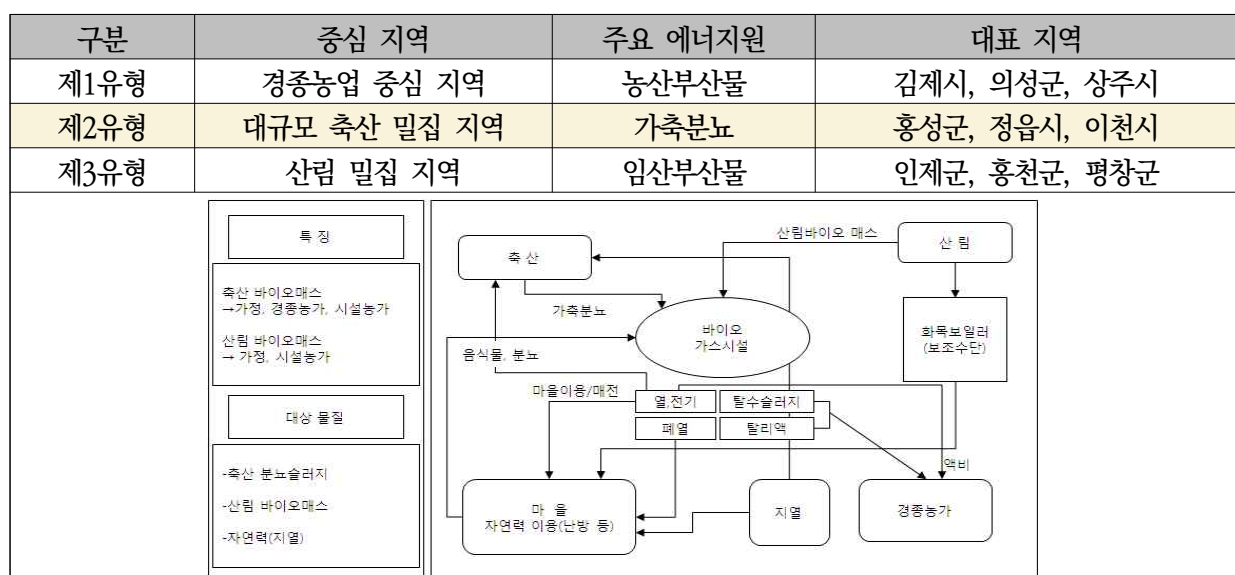 구분 중심 지역 주요 에너지원 대표 지역
제1유형 경종농업 중심 지역 농산부산물 김제시, 의성군, 상주시
제2유형 대규모 축산 밀집 지역 가축분뇨 홍성군, 정읍시, 이천시
제3유형 산림 밀집 지역 임산부산물 인제군, 홍천군, 평창군
특 징
축산 바이오매스
→가정, 경종농가, 시설농가
산림 바이오매스
→ 가정, 시설농가
대상 물질
-축산 분뇨슬러지
-산림 바이오매스
-자연력(지열)
산림바이오 매스
산 림
축 산
가축분뇨
바이오
가스시설
화목보일러
(보조수단)
음식물, 분뇨
마을이용/매전
열,전기
탈수슬러지
폐열
탈리액
액비
마 을
자연력 이용(난방 등)
지열
경종농가